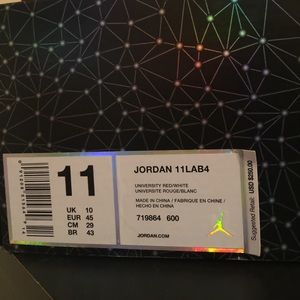 11
UK 10
EUR 45
CM 29
BR 43
JORDAN 11LAB4
UNIVERSITY RED/WHITE
UNIVERSITE ROUGE/BLANC
MADE IN CHINA / FABRIQUE EN CHINE /
HECHO EN CHINA
719864 600
JORDAN.COM
Suggested Retail: USD $250.00